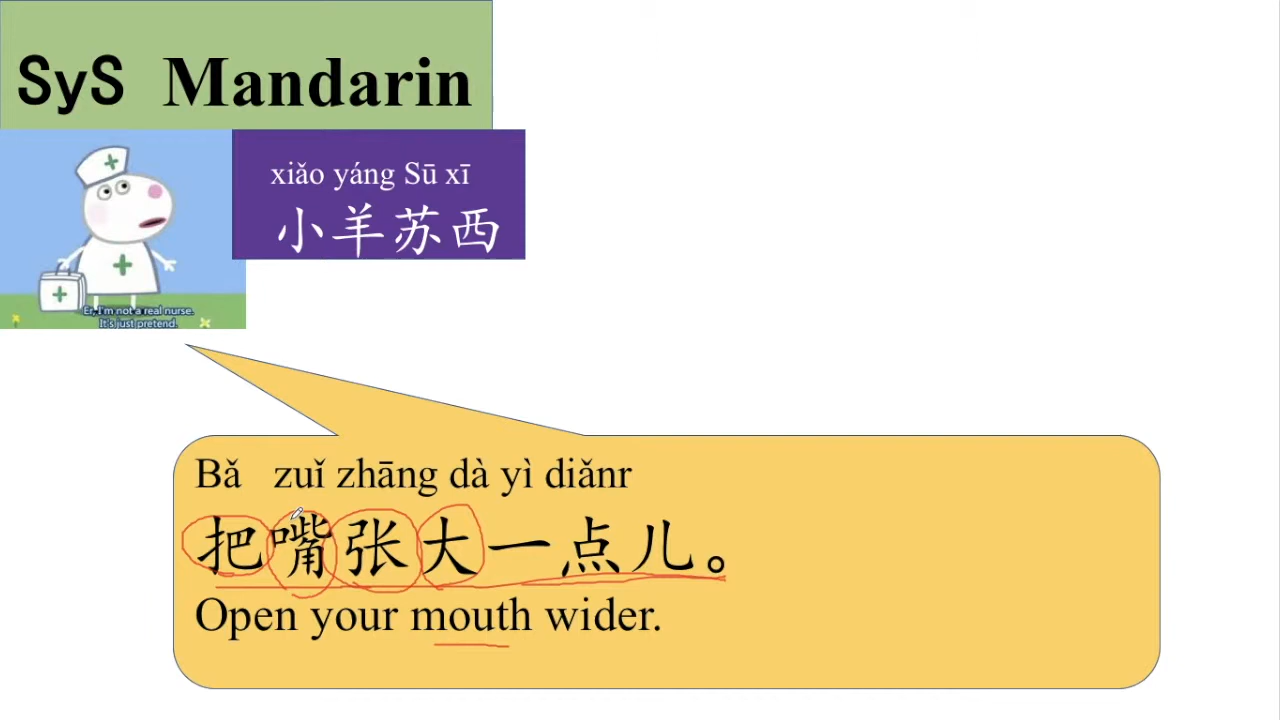 SyS Mandarin
xiǎo yáng Sū xī
小羊苏西
Er, I'm not a real nurse.
It's just pretend.
Bǎ zuǐ zhāng dà yì diǎnr
把嘴张大一点儿。
Open your mouth wider.